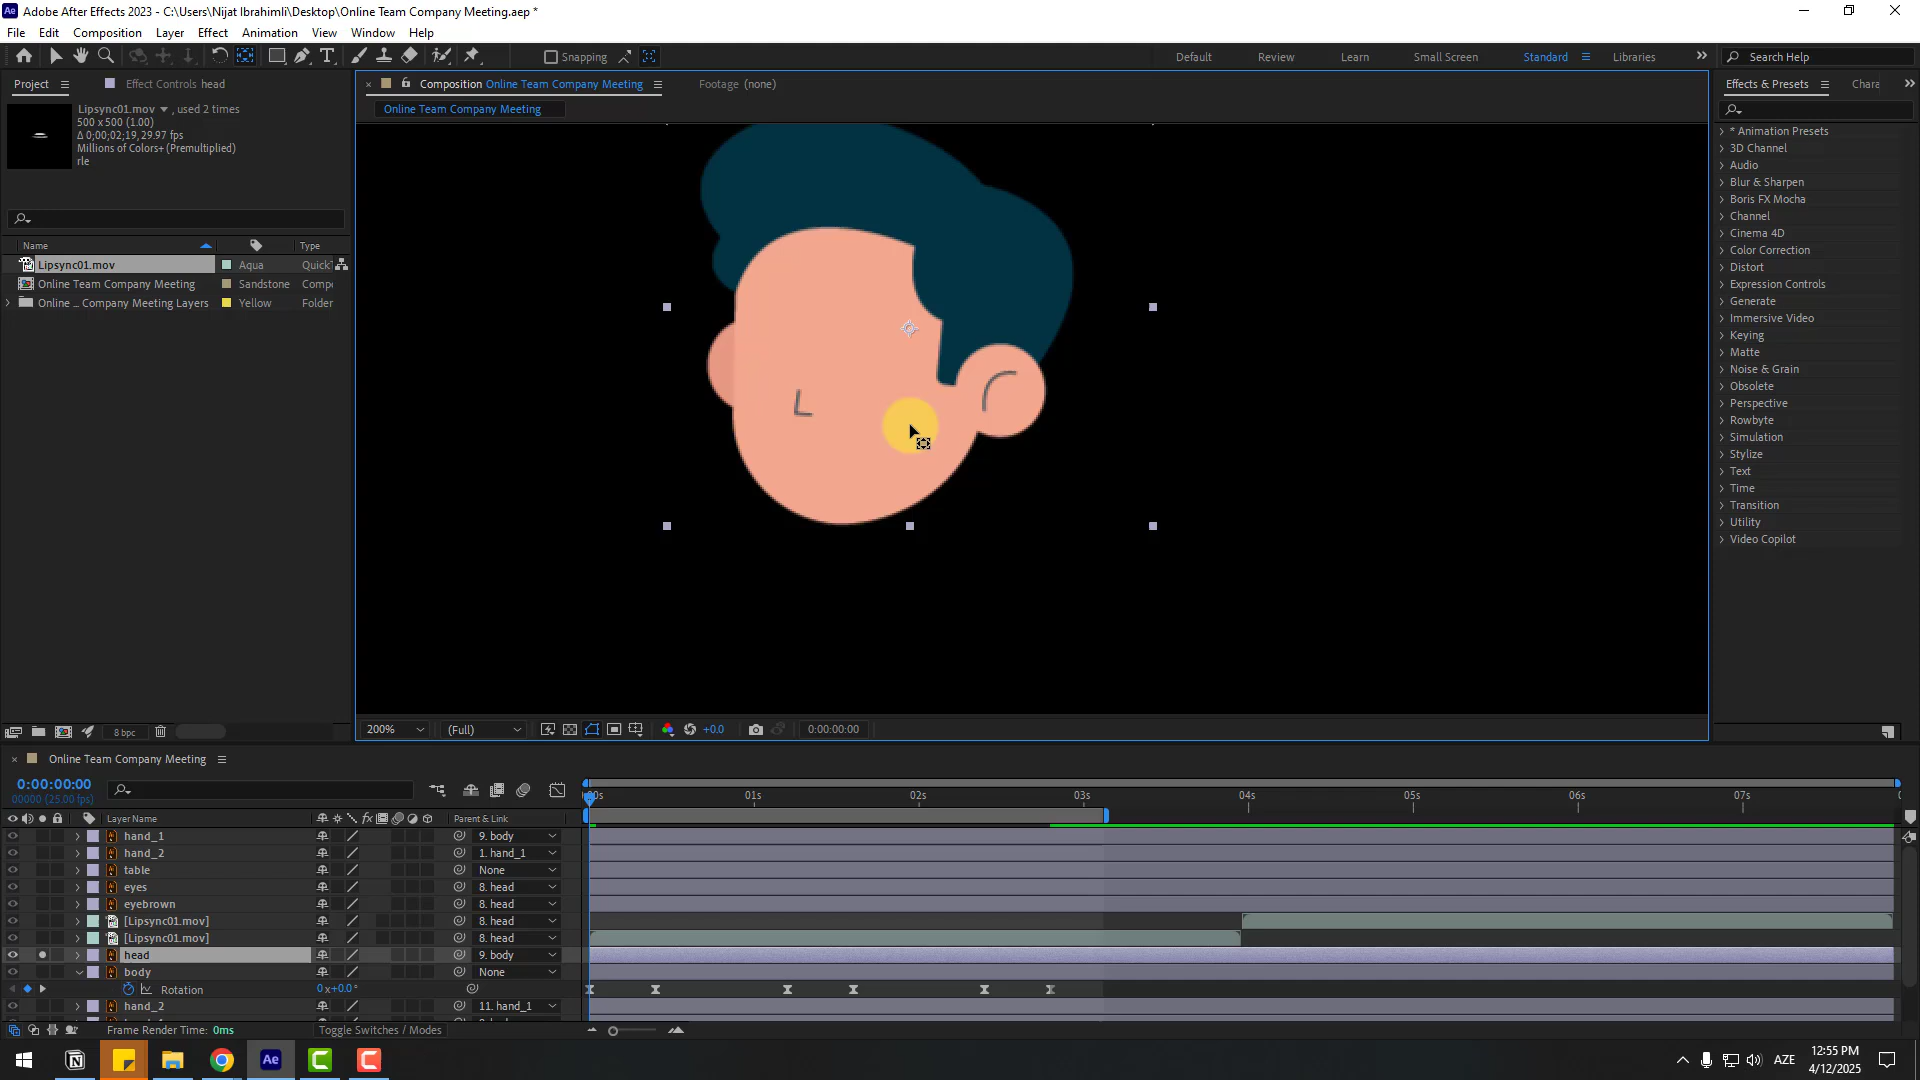 Adobe After Effects 2023 - C:\Users\Nijat Ibrahimli\Desktop\Online Team Company Meeting.aep *
File Edit Composition Layer Effect Animation View Window Help
Snapping
Default Review Learn Small Screen Standard Libraries Search Help
Project Effect Controls head
Composition Online Team Company Meeting Footage (none)
Effects & Presets Chara
Online Team Company Meeting
Lipsync01.mov , used 2 times
500 x 500 (1.00)
Δ 0;00;02;19, 29.97 fps
Millions of Colors+ (Premultiplied)
rle
Name Type
Lipsync01.mov Aqua Quick
Online Team Company Meeting Sandstone Comp
Online ... Company Meeting Layers Yellow Folder
* Animation Presets
3D Channel
Audio
Blur & Sharpen
Boris FX Mocha
Channel
Cinema 4D
Color Correction
Distort
Expression Controls
Generate
Immersive Video
Keying
Matte
Noise & Grain
Obsolete
Perspective
Rowbyte
Simulation
Stylize
Text
Time
Transition
Utility
Video Copilot
8 bpc
200% (Full) +0.0 0:00:00:00
Online Team Company Meeting
0:00:00:00
00000 (25.00 fps)
00s 01s 02s 03s 04s 05s 06s 07s
Layer Name Parent & Link
hand_1 9. body
hand_2 1. hand_1
table None
eyes 8. head
eyebrow 8. head
[Lipsync01.mov] 8. head
[Lipsync01.mov] 8. head
head 9. body
body None
Rotation 0x+0.0°
hand_2 11. hand_1
Frame Render Time: 0ms Toggle Switches / Modes
AZE
12:55 PM
4/12/2025